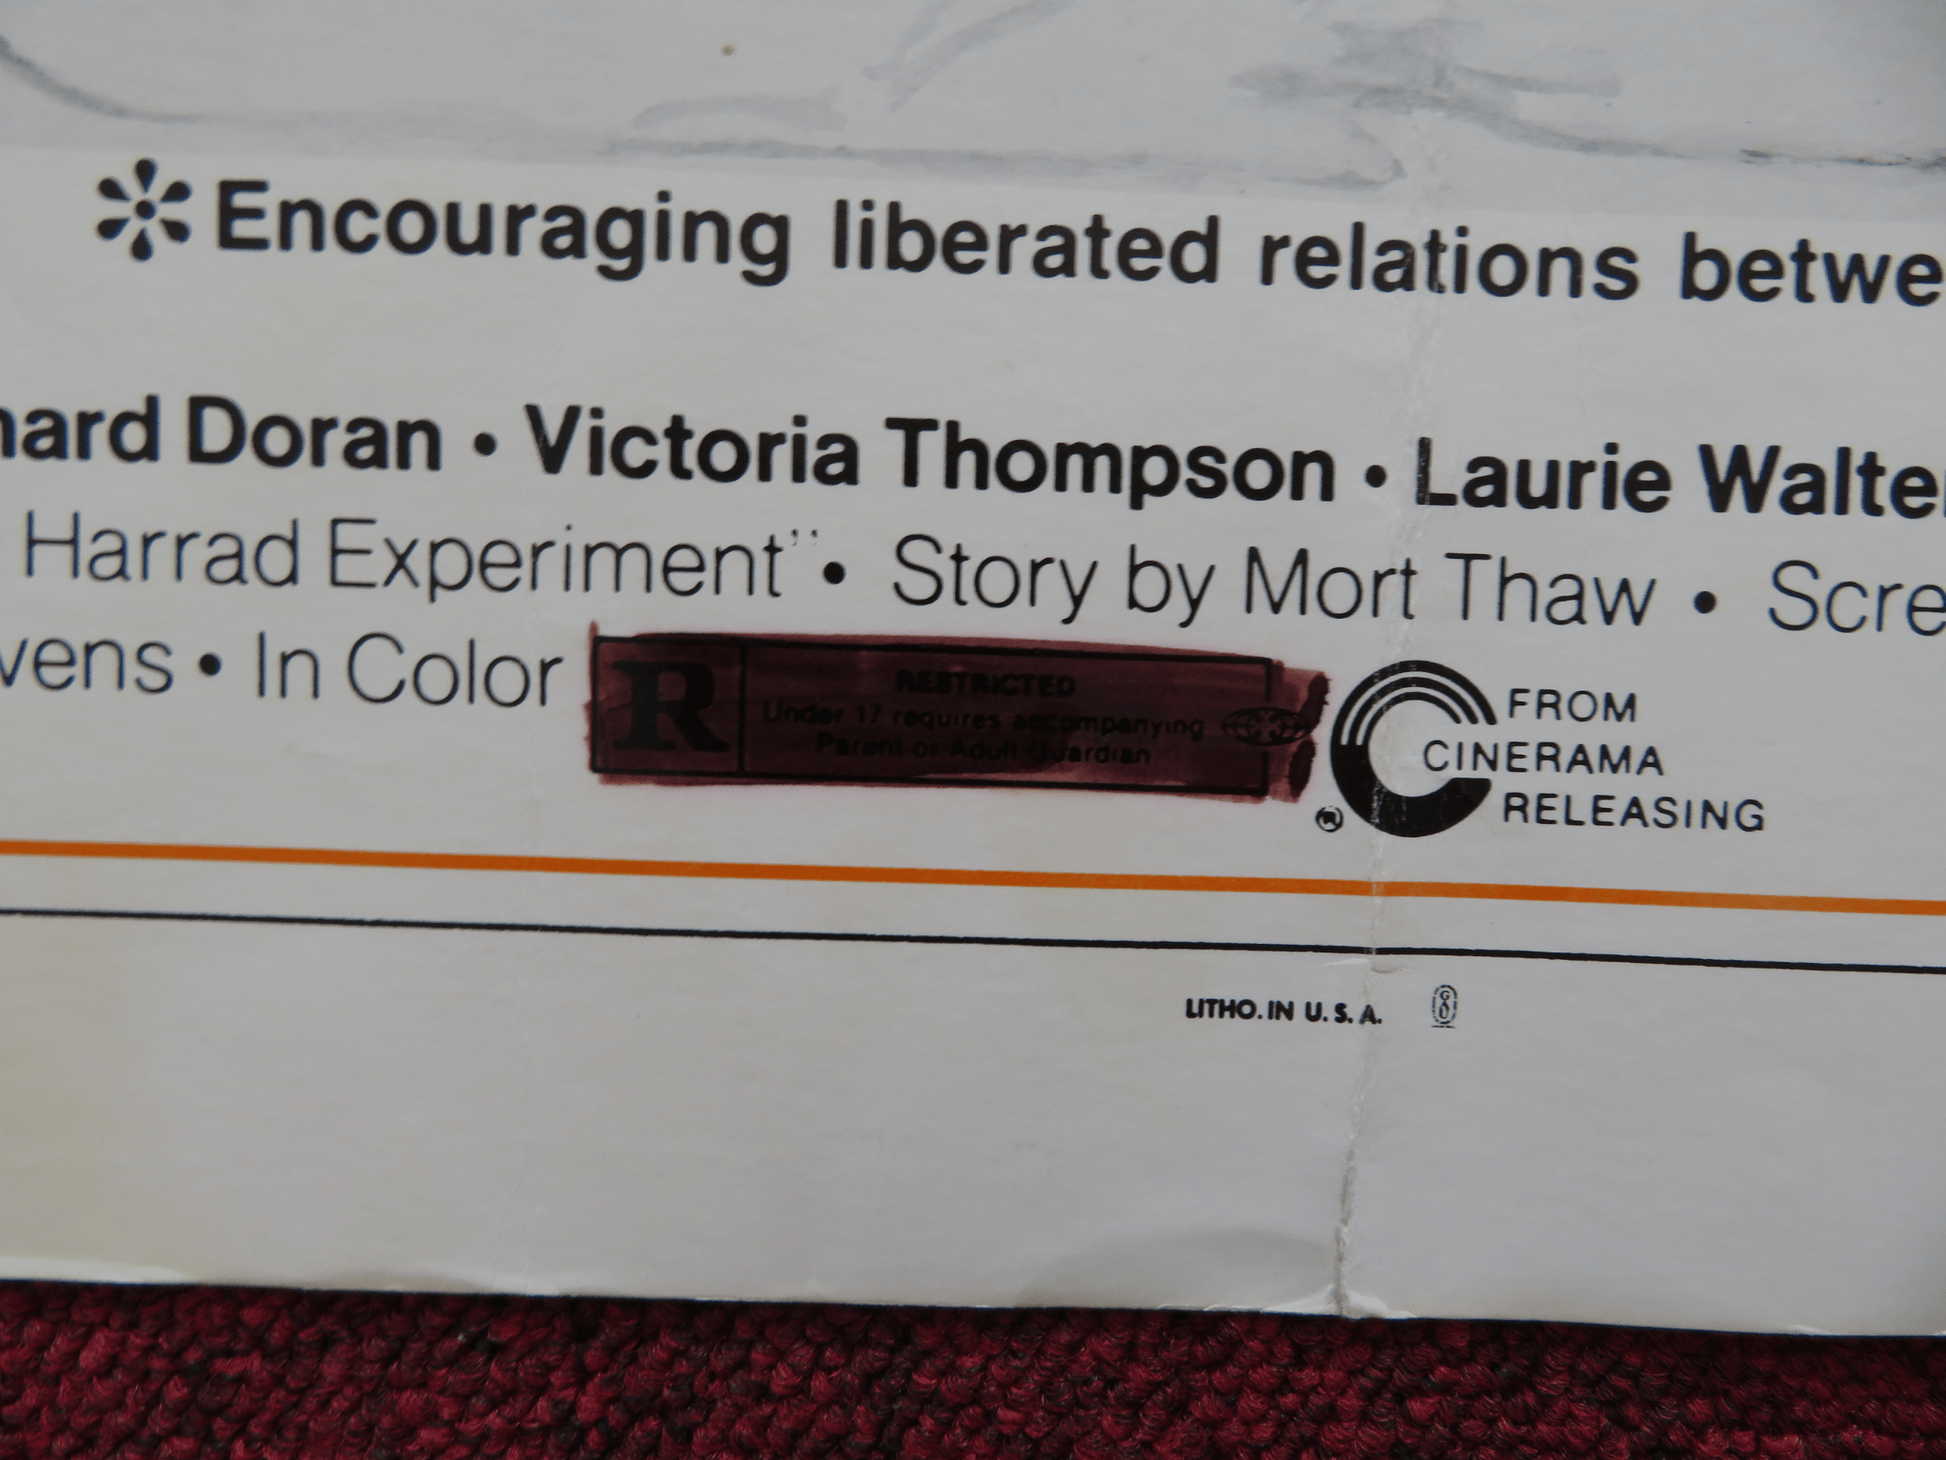 Encouraging liberated relations betwe
hard Doran • Victoria Thompson • Laurie Walter
Harrad Experiment" • Story by Mort Thaw • Scre
vens • In Color
R
RESTRICTED
Under 17 requires accompanying
Parent or Adult Guardian
FROM
CINERAMA
RELEASING
®
LITHO. IN U. S. A.